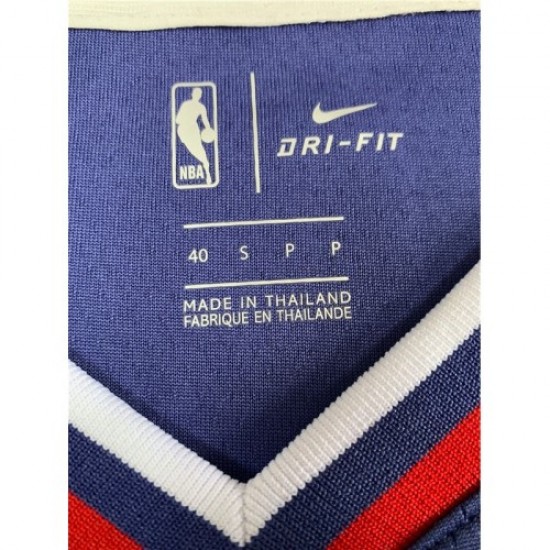 NBA
DRI-FIT
40 S P P
MADE IN THAILAND
FABRIQUE EN THAILANDE